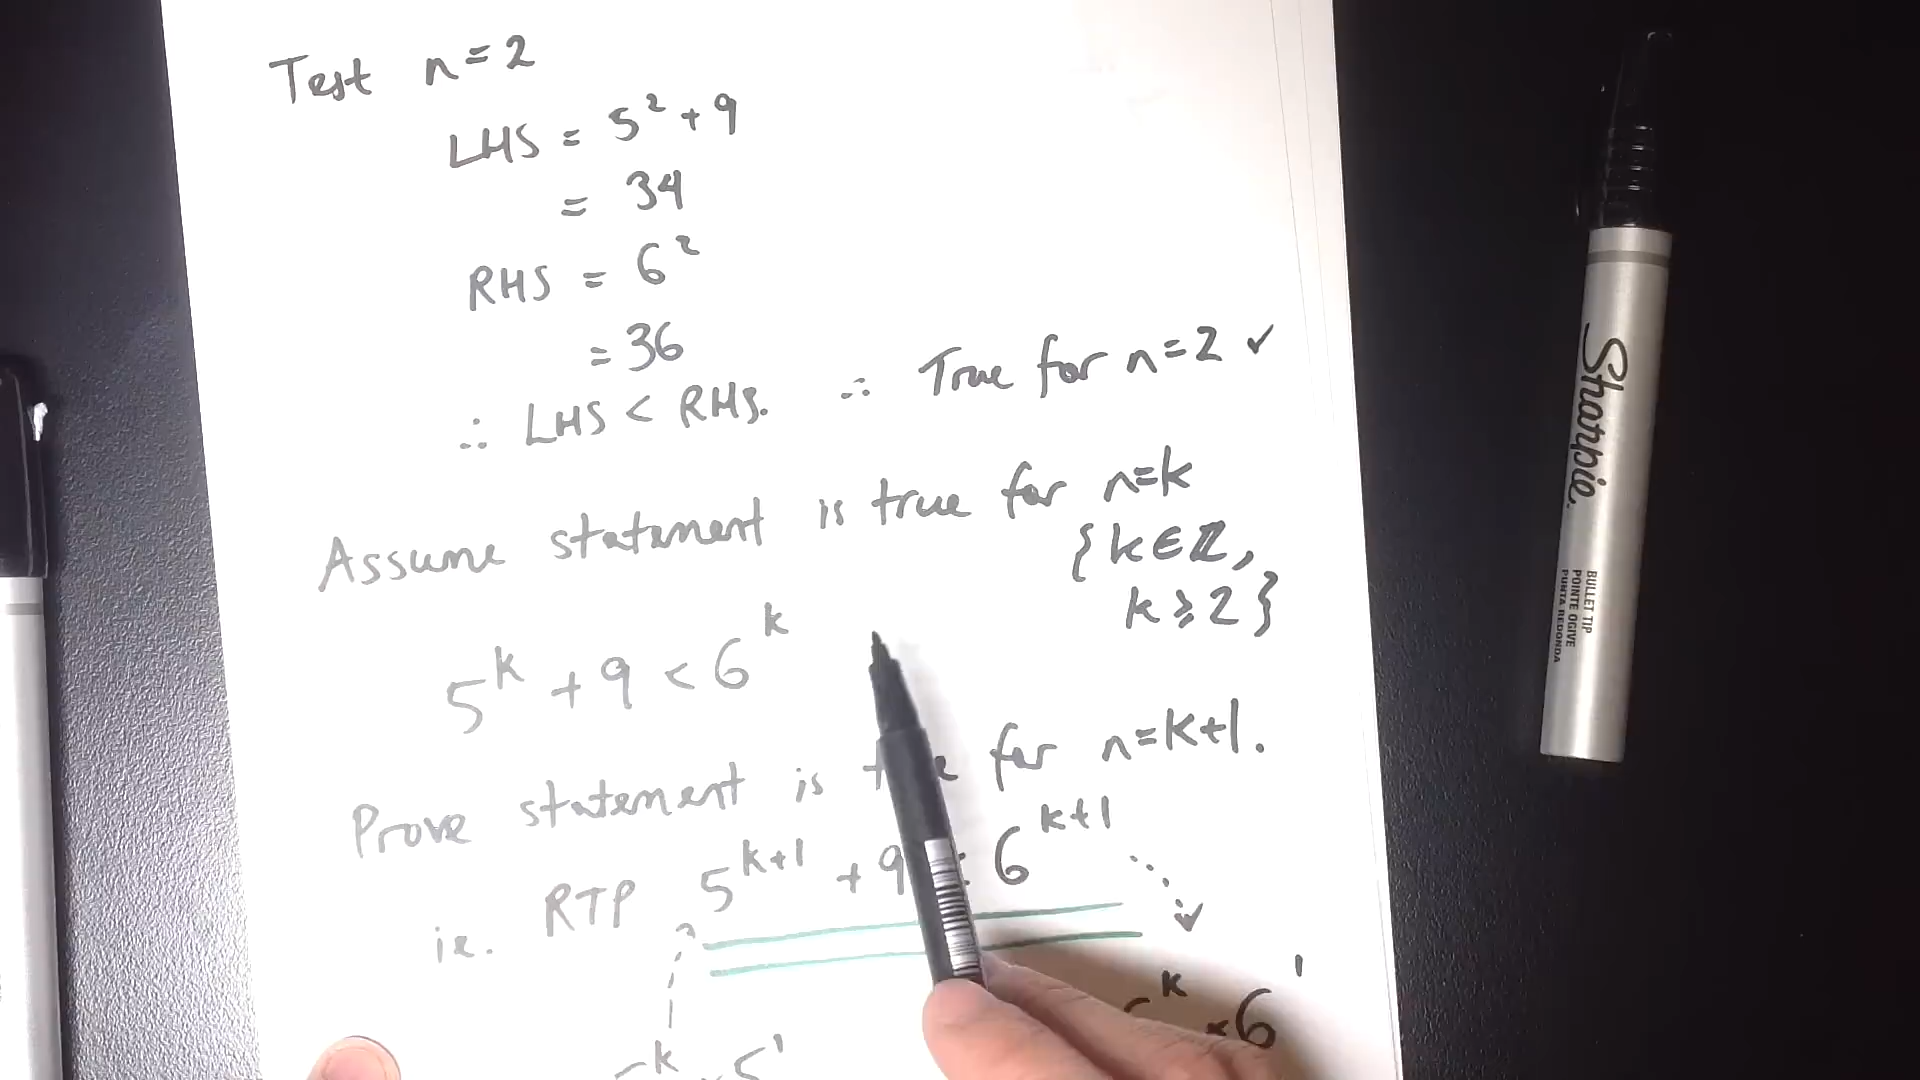 Test n=2
LHS = 5² + 9
= 34
RHS = 6²
= 36
∴ LHS < RHS. ∴ True for n=2 ✓
Assume statement is true for n=k
{k∈ℤ,
k≥2}
5^k + 9 < 6^k
Prove statement is for n=k+1.
ie. RTP 5^(k+1) + 9 6^(k+1)
k × 5¹
k × 6¹
Sharpie
BULLET TIP
POINTE OGIVE
PUNTA REDONDA